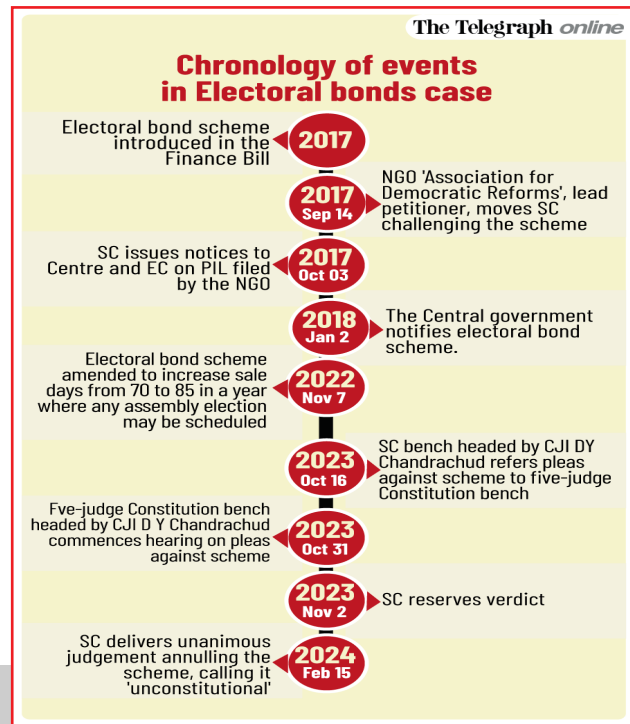 The Telegraph online
Chronology of events
in Electoral bonds case
Electoral bond scheme
introduced in the
Finance Bill
2017
2017
Sep 14
NGO 'Association for
Democratic Reforms', lead
petitioner, moves SC
challenging the scheme
SC issues notices to
Centre and EC on PIL filed
by the NGO
2017
Oct 03
2018
Jan 2
The Central government
notifies electoral bond
scheme.
Electoral bond scheme
amended to increase sale
days from 70 to 85 in a year
where any assembly election
may be scheduled
2022
Nov 7
2023
Oct 16
SC bench headed by CJI DY
Chandrachud refers pleas
against scheme to five-judge
Constitution bench
Fve-judge Constitution bench
headed by CJI D Y Chandrachud
commences hearing on pleas
against scheme
2023
Oct 31
2023
Nov 2
SC reserves verdict
SC delivers unanimous
judgement annulling the
scheme, calling it
'unconstitutional'
2024
Feb 15